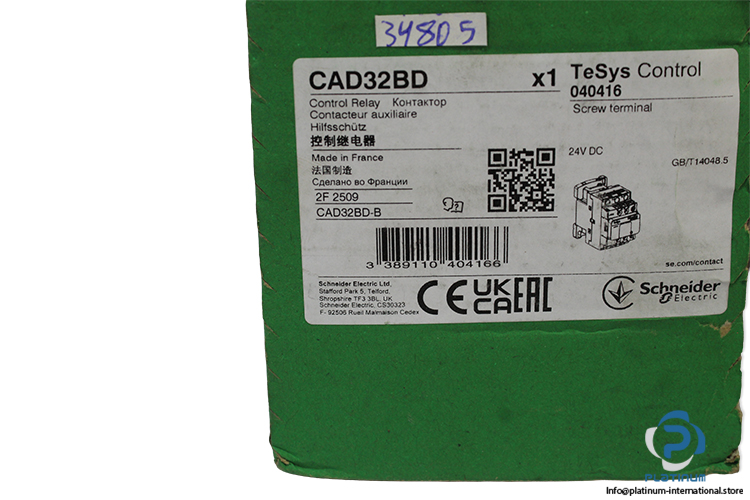 34805
CAD32BD x1 TeSys Control
040416
Control Relay Контактор
Contacteur auxiliaire
Hilfsschütz
控制继电器
Screw terminal
Made in France
法国制造
Сделано во Франции
24V DC
GB/T14048.5
2F 2509
CAD32BD-B
3 389110 404166
se.com/contact
Schneider Electric Ltd,
Stafford Park 5, Telford,
Shropshire TF3 3BL, UK
Schneider Electric, CS30323
F- 92506 Rueil Malmaison Cedex
CE UK CA EAC
Schneider
Electric
PLATINUM
Info@platinum-international.store